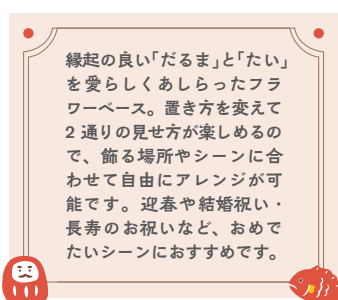 縁起の良い「だるま」と「たい」
を愛らしくあしらったフラ
ワーベース。置き方を変えて
2 通りの見せ方が楽しめるの
で、飾る場所やシーンに合
わせて自由にアレンジが可
能です。迎春や結婚祝い・
長寿のお祝いなど、おめで
たいシーンにおすすめです。